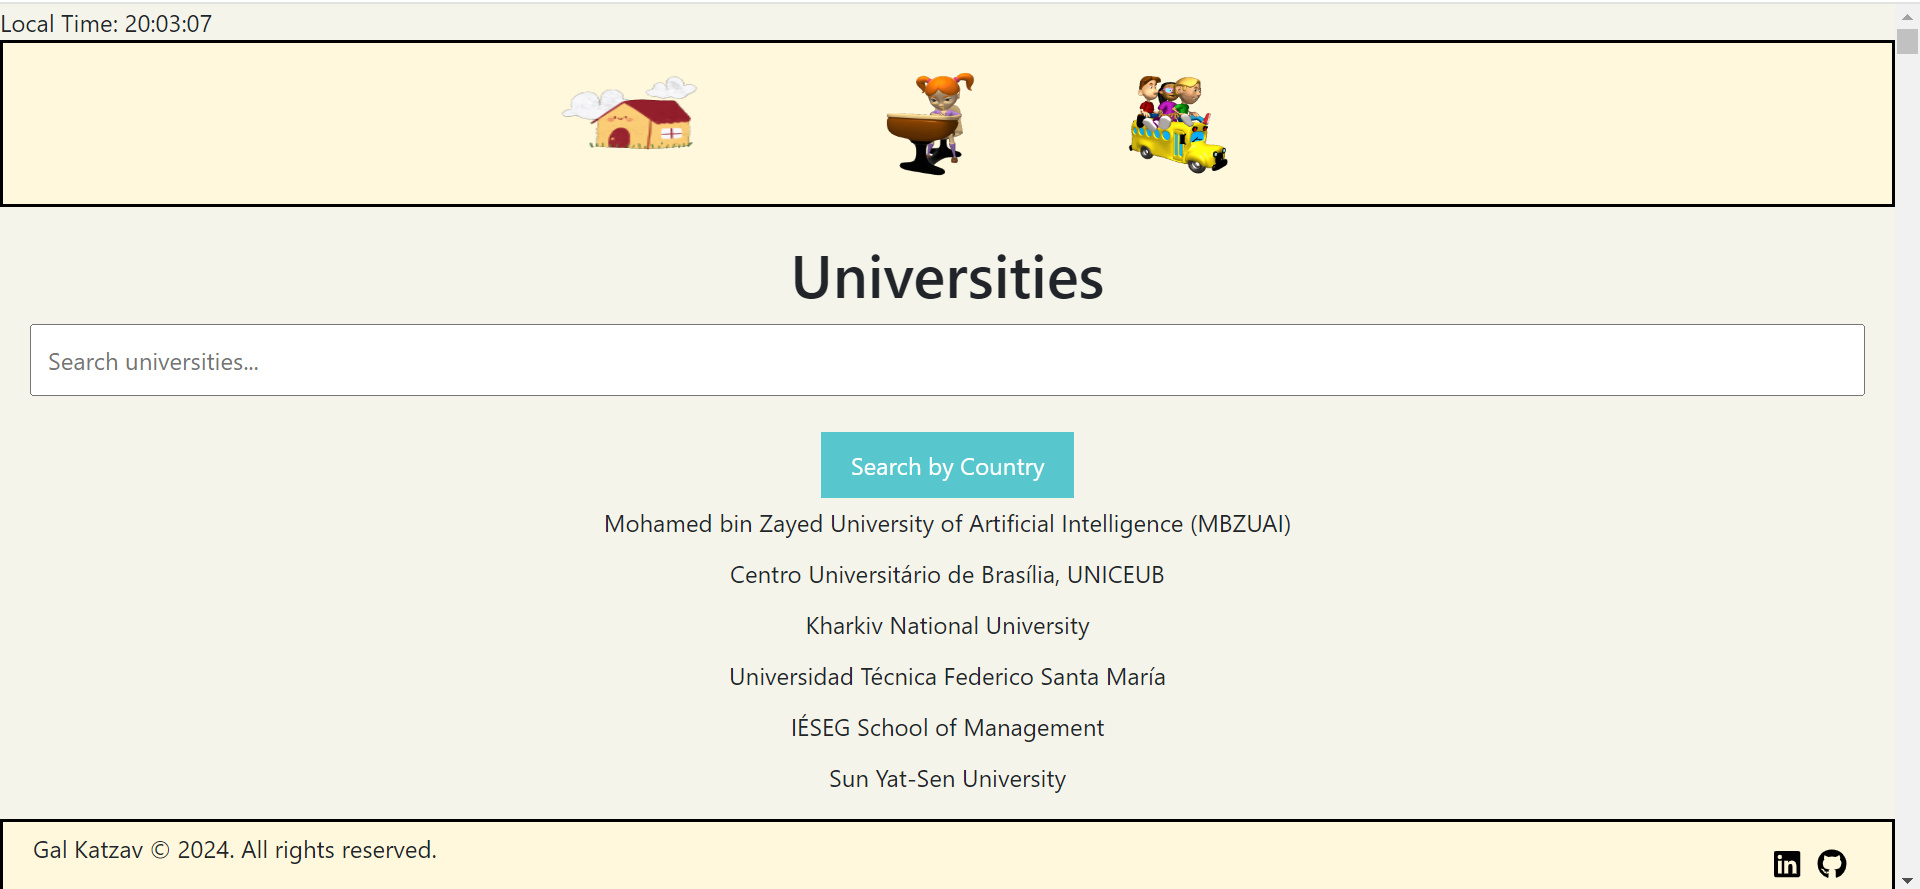 Local Time: 20:03:07
Universities
Search universities...
Search by Country
Mohamed bin Zayed University of Artificial Intelligence (MBZUAI)
Centro Universitário de Brasília, UNICEUB
Kharkiv National University
Universidad Técnica Federico Santa María
IÉSEG School of Management
Sun Yat-Sen University
Gal Katzav © 2024. All rights reserved.
in